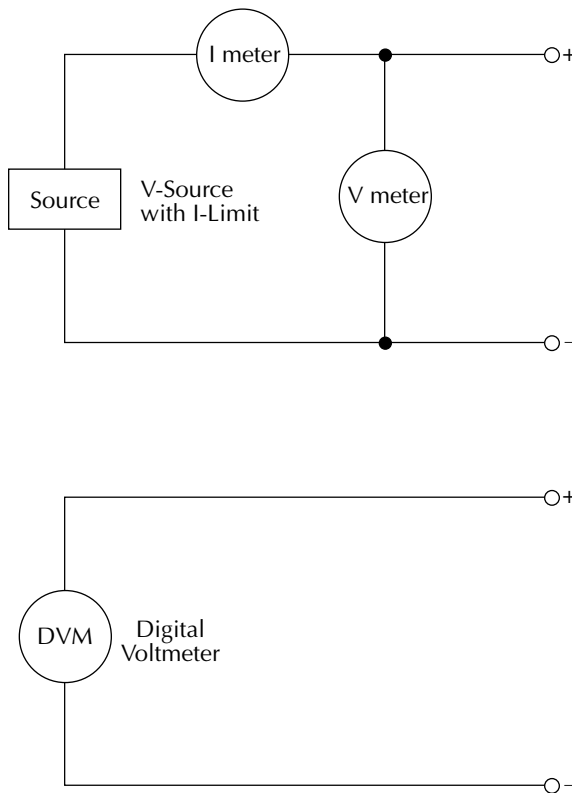 I meter
+
Source
V-Source
with I-Limit
V meter
–
+
DVM
Digital
Voltmeter
–